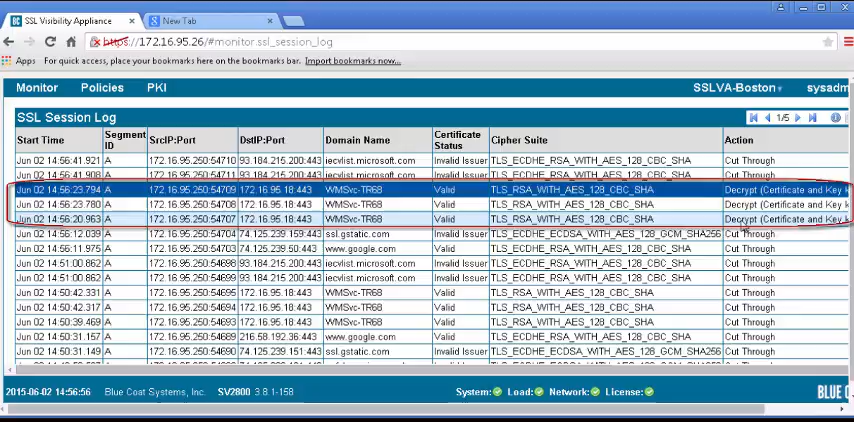 SSL Visibility Appliance
New Tab
https://172.16.95.26/#monitor.ssl_session_log
Apps For quick access, place your bookmarks here on the bookmarks bar. Import bookmarks now...
Monitor Policies PKI SSLVA-Boston sysadm
SSL Session Log 1/5
Start Time Segment ID SrcIP:Port DstIP:Port Domain Name Certificate Status Cipher Suite Action
Jun 02 14:56:41.921 A 172.16.95.250:54710 93.184.215.200:443 iecvlist.microsoft.com Invalid Issuer TLS_ECDHE_RSA_WITH_AES_128_CBC_SHA Cut Through
Jun 02 14:56:41.908 A 172.16.95.250:54711 93.184.215.200:443 iecvlist.microsoft.com Invalid Issuer TLS_ECDHE_RSA_WITH_AES_128_CBC_SHA Cut Through
Jun 02 14:56:23.794 A 172.16.95.250:54709 172.16.95.18:443 WMSvc-TR68 Valid TLS_RSA_WITH_AES_128_CBC_SHA Decrypt (Certificate and Key k
Jun 02 14:56:23.780 A 172.16.95.250:54708 172.16.95.18:443 WMSvc-TR68 Valid TLS_RSA_WITH_AES_128_CBC_SHA Decrypt (Certificate and Key k
Jun 02 14:56:20.963 A 172.16.95.250:54707 172.16.95.18:443 WMSvc-TR68 Valid TLS_RSA_WITH_AES_128_CBC_SHA Decrypt (Certificate and Key k
Jun 02 14:56:12.039 A 172.16.95.250:54704 74.125.239.159:443 ssl.gstatic.com Invalid Issuer TLS_ECDHE_ECDSA_WITH_AES_128_GCM_SHA256 Cut Through
Jun 02 14:56:11.975 A 172.16.95.250:54703 74.125.239.50:443 www.google.com Invalid Issuer TLS_ECDHE_RSA_WITH_AES_128_CBC_SHA Cut Through
Jun 02 14:51:00.862 A 172.16.95.250:54698 93.184.215.200:443 iecvlist.microsoft.com Invalid Issuer TLS_ECDHE_RSA_WITH_AES_128_CBC_SHA Cut Through
Jun 02 14:51:00.862 A 172.16.95.250:54699 93.184.215.200:443 iecvlist.microsoft.com Invalid Issuer TLS_ECDHE_RSA_WITH_AES_128_CBC_SHA Cut Through
Jun 02 14:50:42.331 A 172.16.95.250:54695 172.16.95.18:443 WMSvc-TR68 Valid TLS_RSA_WITH_AES_128_CBC_SHA Cut Through
Jun 02 14:50:42.317 A 172.16.95.250:54694 172.16.95.18:443 WMSvc-TR68 Valid TLS_RSA_WITH_AES_128_CBC_SHA Cut Through
Jun 02 14:50:39.469 A 172.16.95.250:54693 172.16.95.18:443 WMSvc-TR68 Valid TLS_RSA_WITH_AES_128_CBC_SHA Cut Through
Jun 02 14:50:31.157 A 172.16.95.250:54689 216.58.192.36:443 www.google.com Invalid Issuer TLS_ECDHE_RSA_WITH_AES_128_CBC_SHA Cut Through
Jun 02 14:50:31.149 A 172.16.95.250:54690 74.125.239.151:443 ssl.gstatic.com Invalid Issuer TLS_ECDHE_ECDSA_WITH_AES_128_GCM_SHA256 Cut Through
2015-06-02 14:56:56 Blue Coat Systems, Inc. SV2800 3.8.1-158 System: Load: Network: License: BLUE C